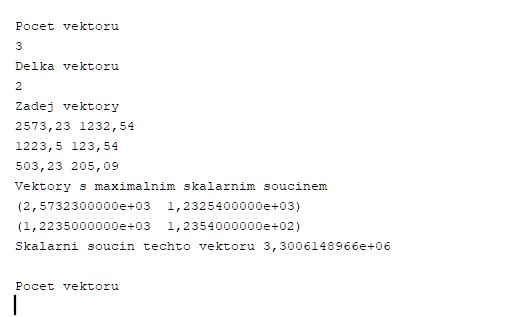 Pocet vektoru
3
Delka vektoru
2
Zadej vektory
2573,23 1232,54
1223,5 123,54
503,23 205,09
Vektory s maximalnim skalarnim soucinem
(2,5732300000e+03  1,2325400000e+03)
(1,2235000000e+03  1,2354000000e+02)
Skalarni soucin techto vektoru 3,3006148966e+06
Pocet vektoru